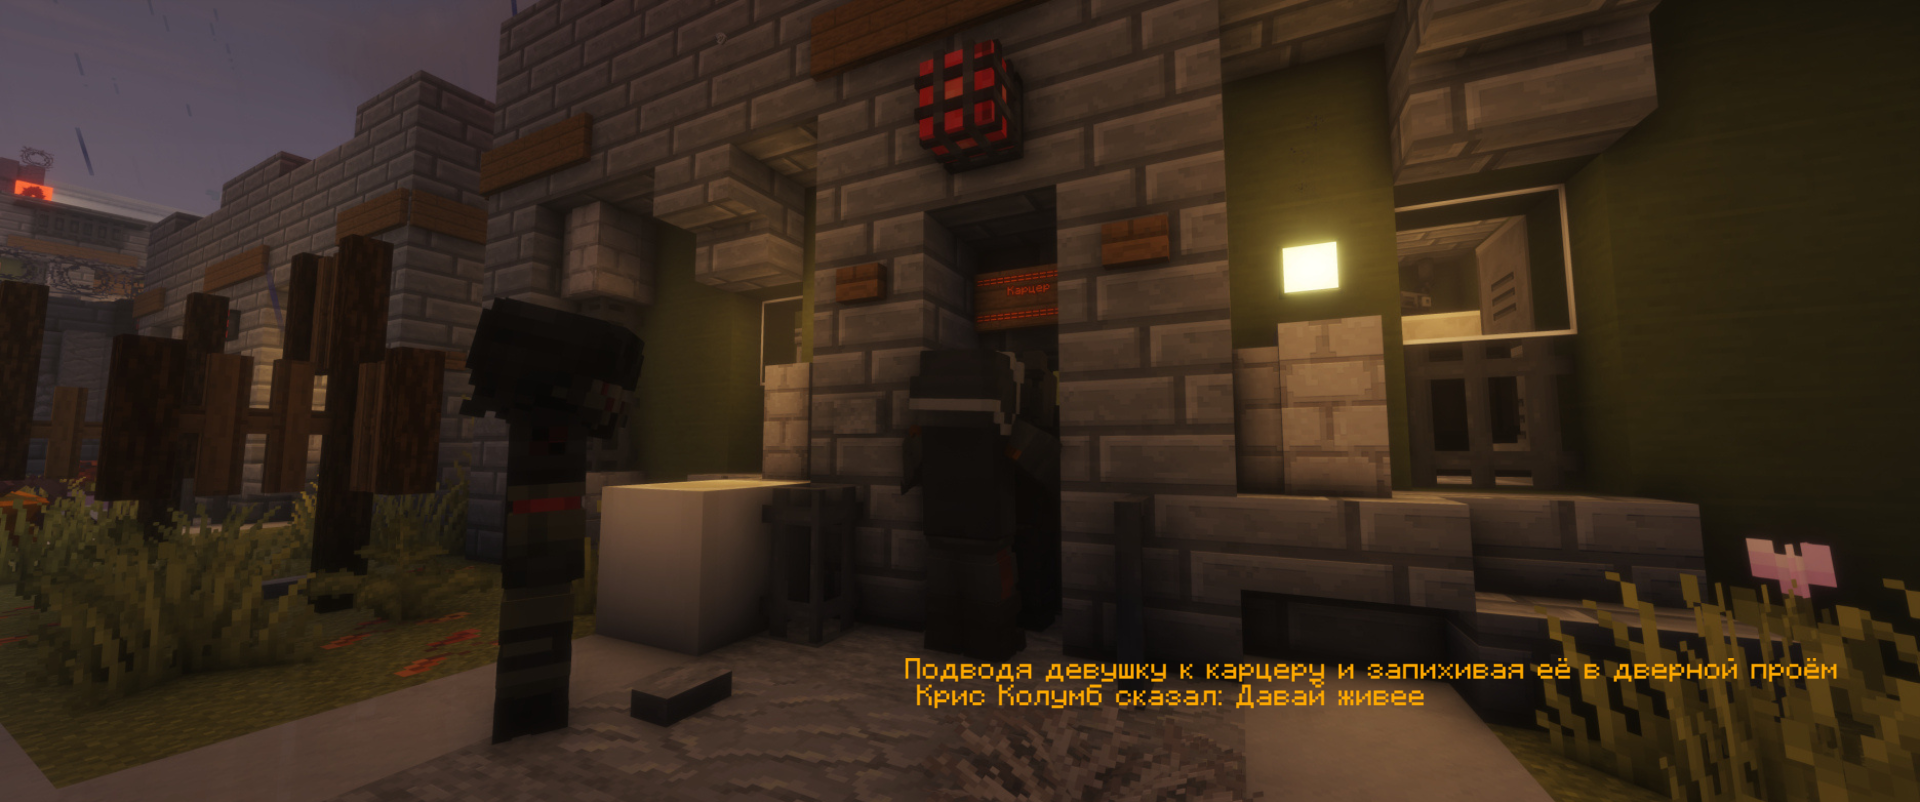 Карцер
Подводя девушку к карцеру и запихивая её в дверной проём
Крис Колумб сказал: Давай живее